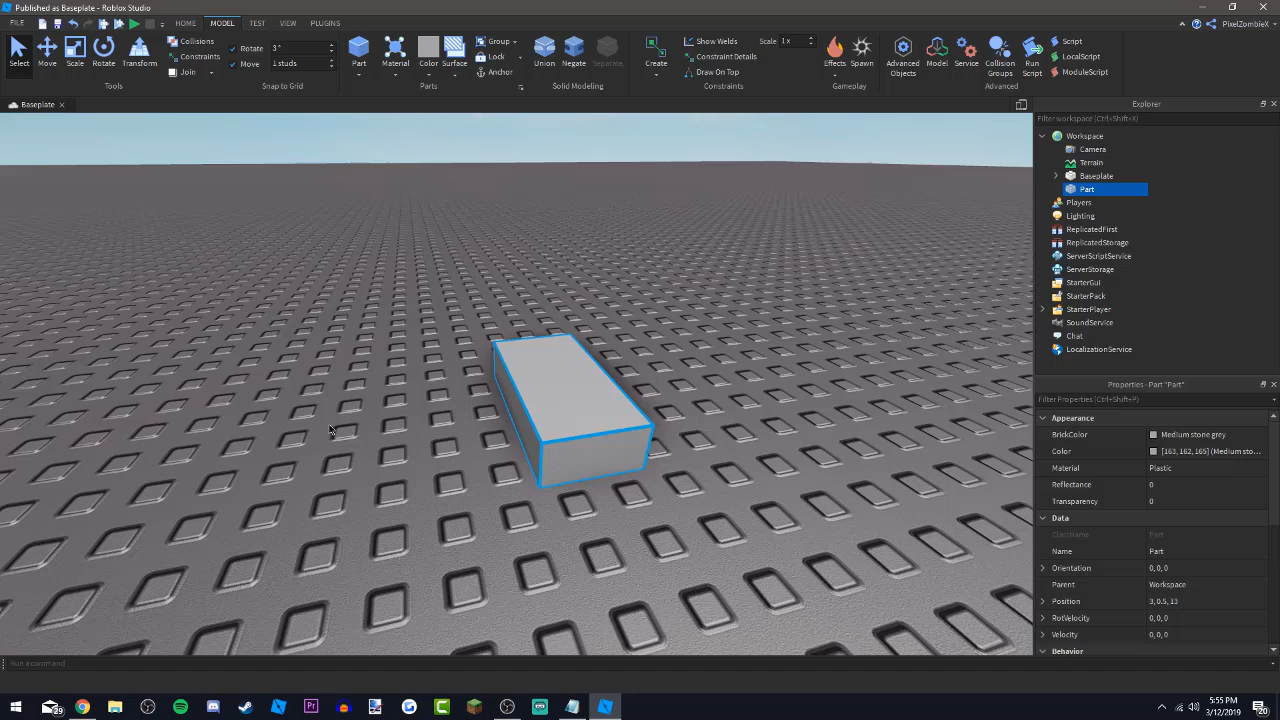 Published as Baseplate - Roblox Studio
FILE HOME MODEL TEST VIEW PLUGINS PixelZombieX
Select Move Scale Rotate Transform
Collisions
Constraints
Join
Tools
Rotate 3°
Move 1 studs
Snap to Grid
Part Material Color Surface
Group
Lock
Anchor
Parts
Union Negate Separate
Solid Modeling
Create
Show Welds Scale 1x
Constraint Details
Draw On Top
Constraints
Effects Spawn
Gameplay
Advanced Objects
Model
Service
Collision Groups
Run Script
Script
LocalScript
ModuleScript
Advanced
Baseplate
Explorer
Filter workspace (Ctrl+Shift+X)
Workspace
Camera
Terrain
Baseplate
Part
Players
Lighting
ReplicatedFirst
ReplicatedStorage
ServerScriptService
ServerStorage
StarterGui
StarterPack
StarterPlayer
SoundService
Chat
LocalizationService
Properties - Part "Part"
Filter Properties (Ctrl+Shift+P)
Appearance
BrickColor Medium stone grey
Color [163, 162, 165] (Medium sto...
Material Plastic
Reflectance 0
Transparency 0
Data
ClassName Part
Name Part
Orientation 0, 0, 0
Parent Workspace
Position 3, 0.5, 13
RotVelocity 0, 0, 0
Velocity 0, 0, 0
Behavior
Run a command
29
Pr
5:55 PM
3/12/2019
20